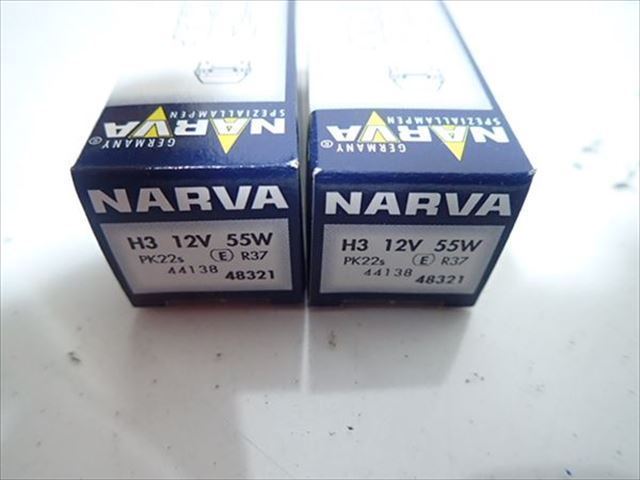 NARVA
SPEZIALLAMPEN
GERMANY
®
NARVA
H3 12V 55W
PK22s E R37
44138 48321
NARVA
SPEZIALLAMPEN
GERMANY
®
NARVA
H3 12V 55W
PK22s E R37
44138 48321